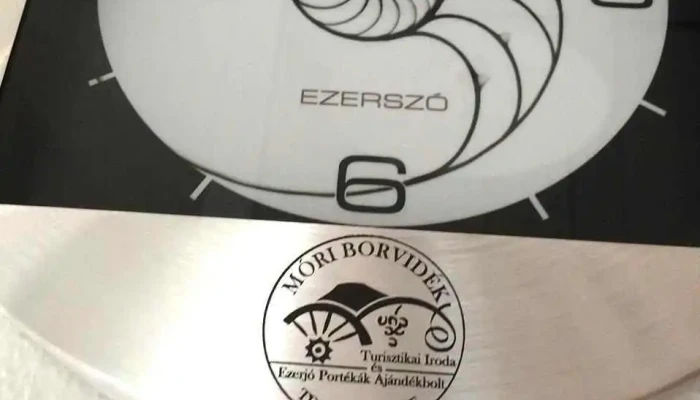 EZERSZÓ
6
MÓRI BORVIDÉK
Turisztikai Iroda
és
Ezerjó Portékák Ajándékbolt